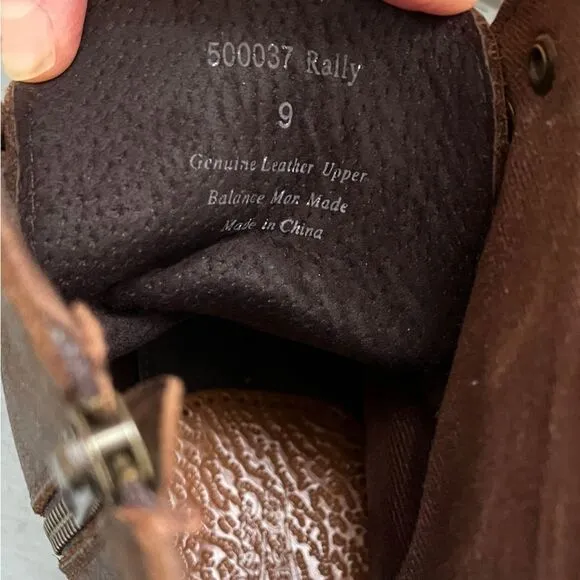 500037 Rally
9
Genuine Leather Upper
Balance Man Made
Made in China